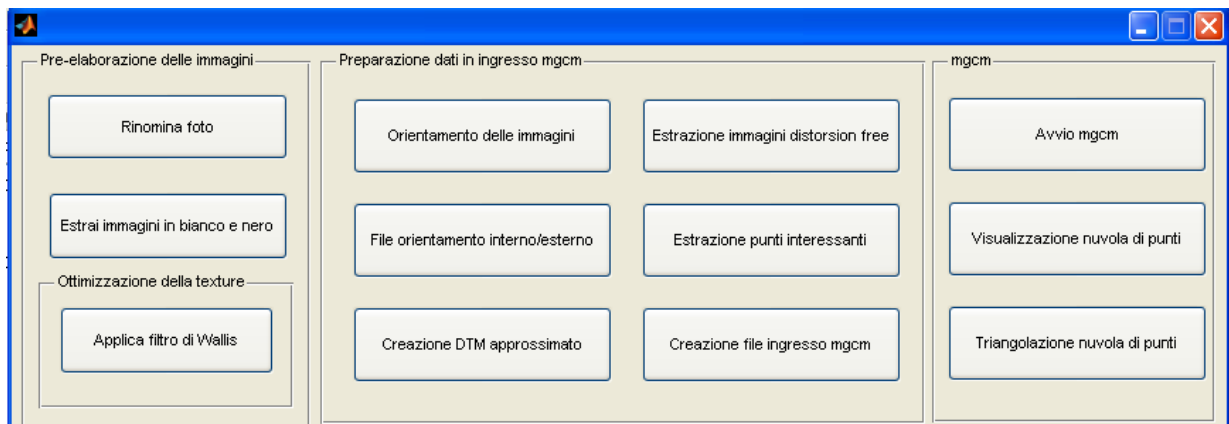 Pre-elaborazione delle immagini
Rinomina foto
Estrai immagini in bianco e nero
Ottimizzazione della texture
Applica filtro di Wallis
Preparazione dati in ingresso mgcm
Orientamento delle immagini
Estrazione immagini distorsion free
File orientamento interno/esterno
Estrazione punti interessanti
Creazione DTM approssimato
Creazione file ingresso mgcm
mgcm
Avvio mgcm
Visualizzazione nuvola di punti
Triangolazione nuvola di punti